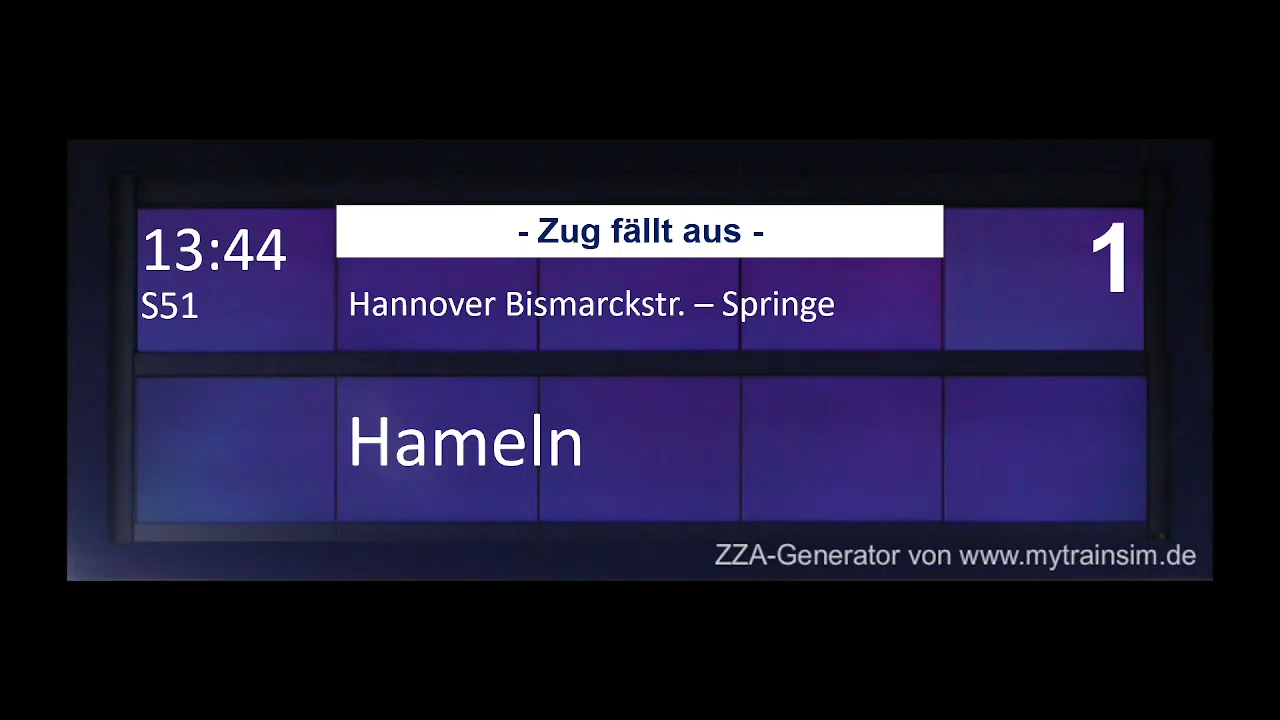 13:44
- Zug fällt aus -
1
S51
Hannover Bismarckstr. – Springe
Hameln
ZZA-Generator von www.mytrainsim.de